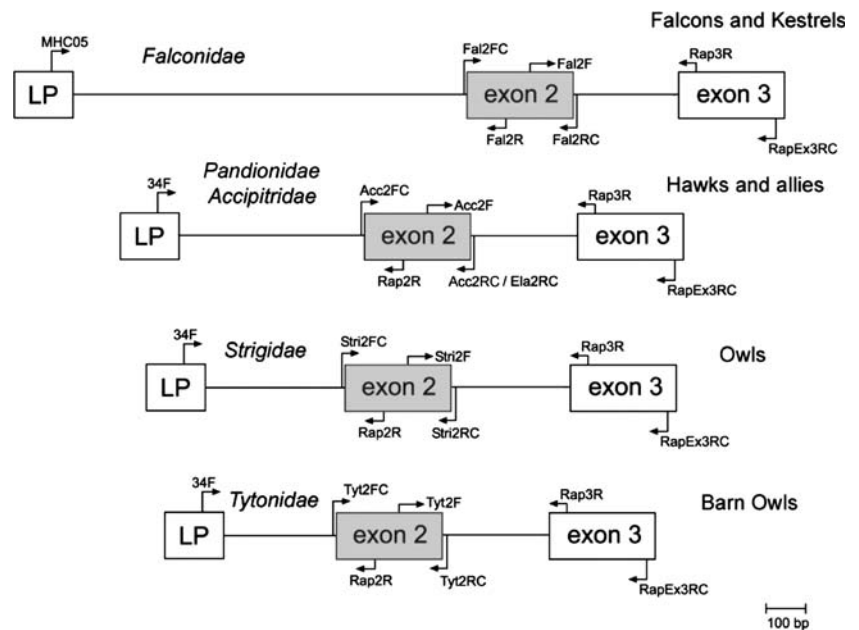 Falcons and Kestrels
MHC05
Falconidae
Fal2FC
Fal2F
Rap3R
LP
exon 2
exon 3
Fal2R
Fal2RC
RapEx3RC
Pandionidae
Accipitridae
Hawks and allies
34F
Acc2FC
Acc2F
Rap3R
LP
exon 2
exon 3
Rap2R
Acc2RC / Ela2RC
RapEx3RC
34F
Strigidae
Stri2FC
Stri2F
Rap3R
Owls
LP
exon 2
exon 3
Rap2R
Stri2RC
RapEx3RC
34F
Tytonidae
Tyt2FC
Tyt2F
Rap3R
Barn Owls
LP
exon 2
exon 3
Rap2R
Tyt2RC
RapEx3RC
100 bp